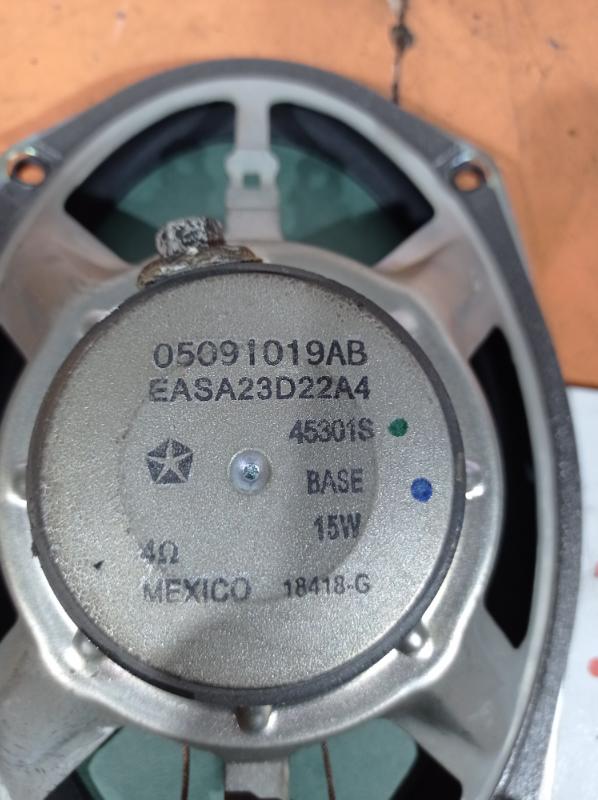 05091019AB
EASA23D22A4
45301S
BASE
15W
4Ω
MEXICO 18418-G